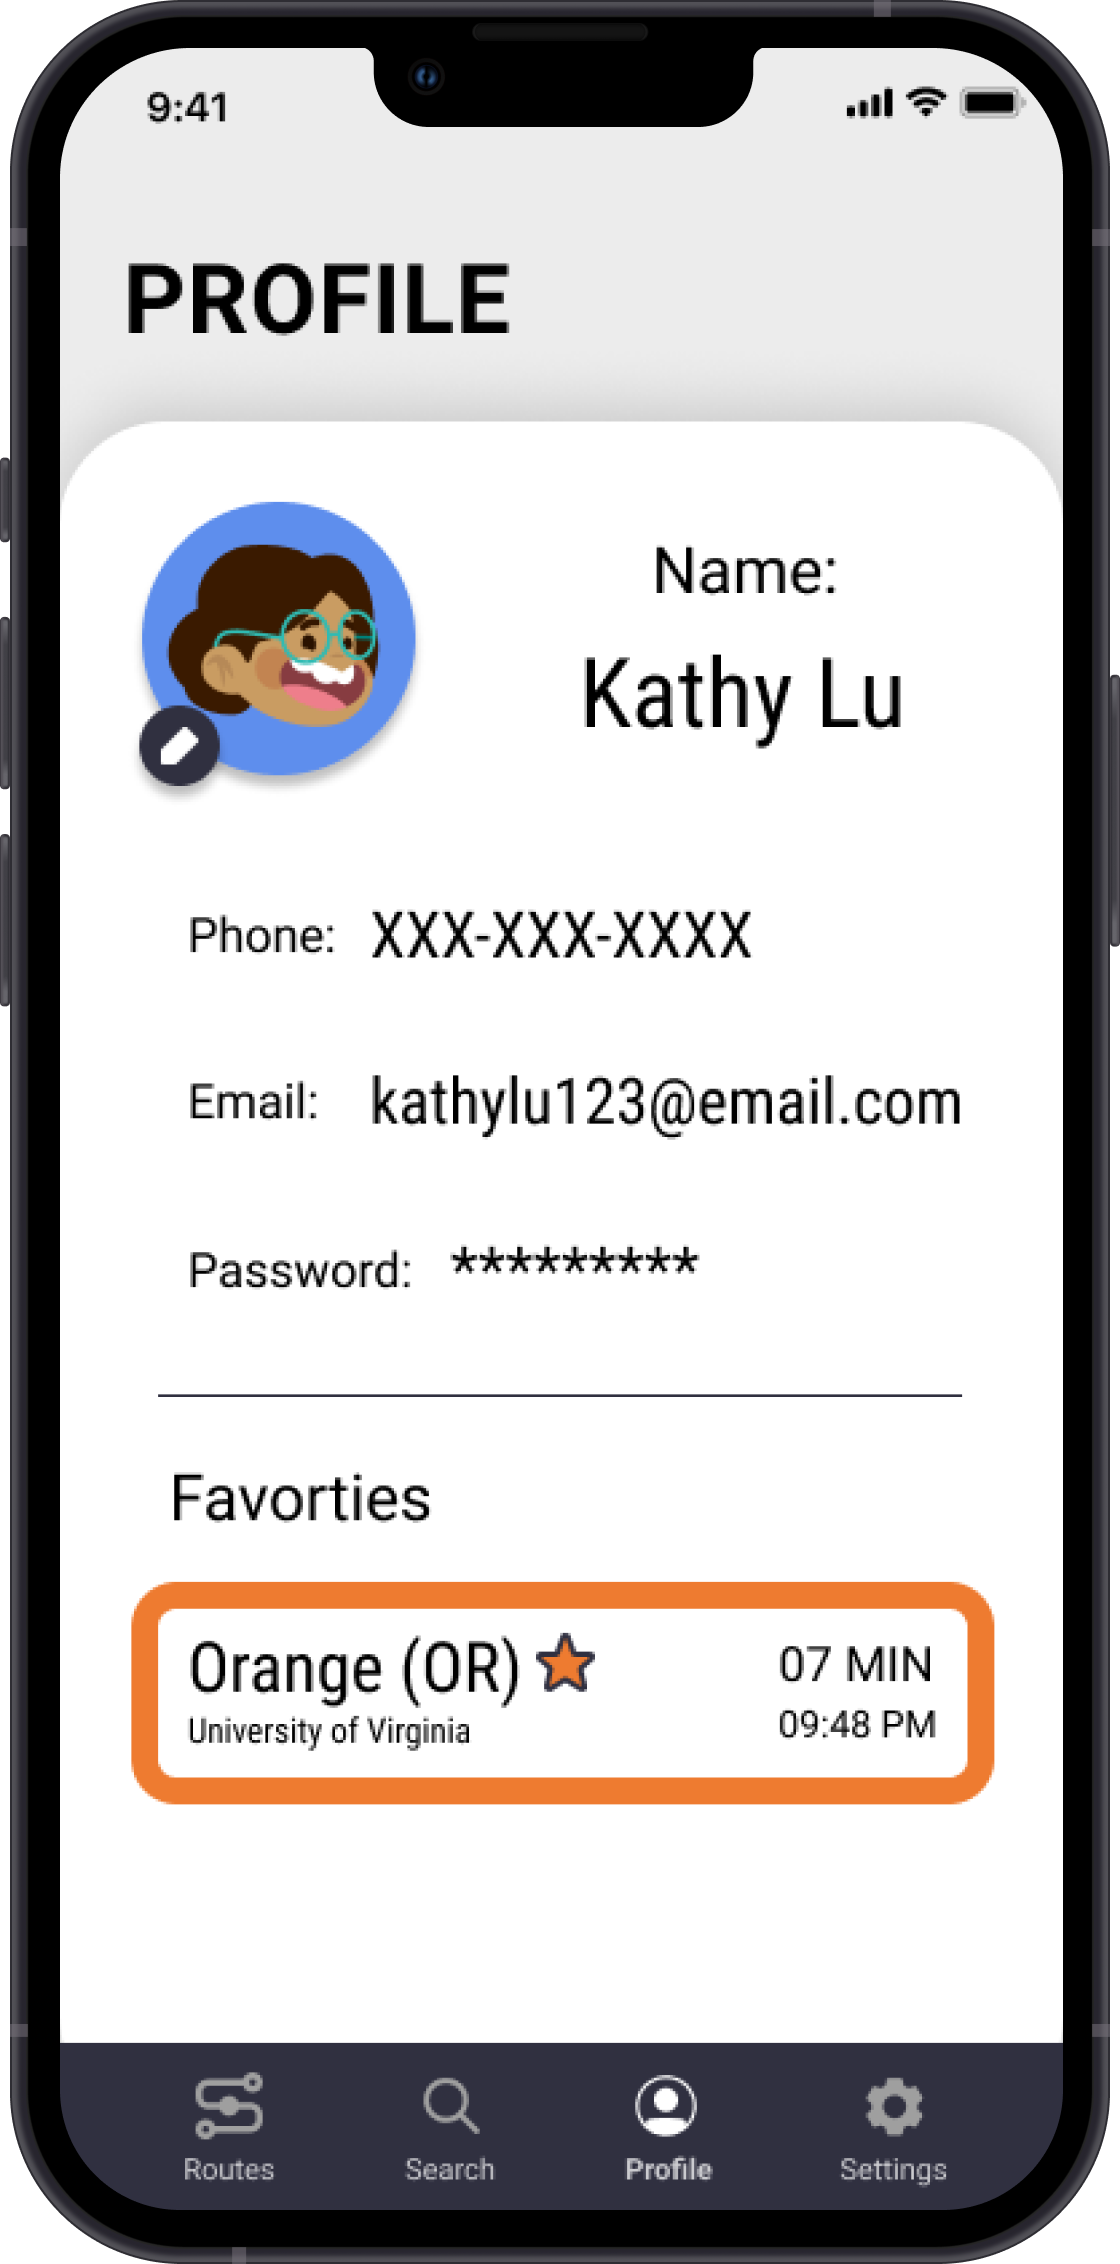 9:41
PROFILE
Name:
Kathy Lu
Phone: XXX-XXX-XXXX
Email: kathylu123@email.com
Password: *********
Favorties
Orange (OR) 07 MIN
University of Virginia 09:48 PM
Routes Search Profile Settings